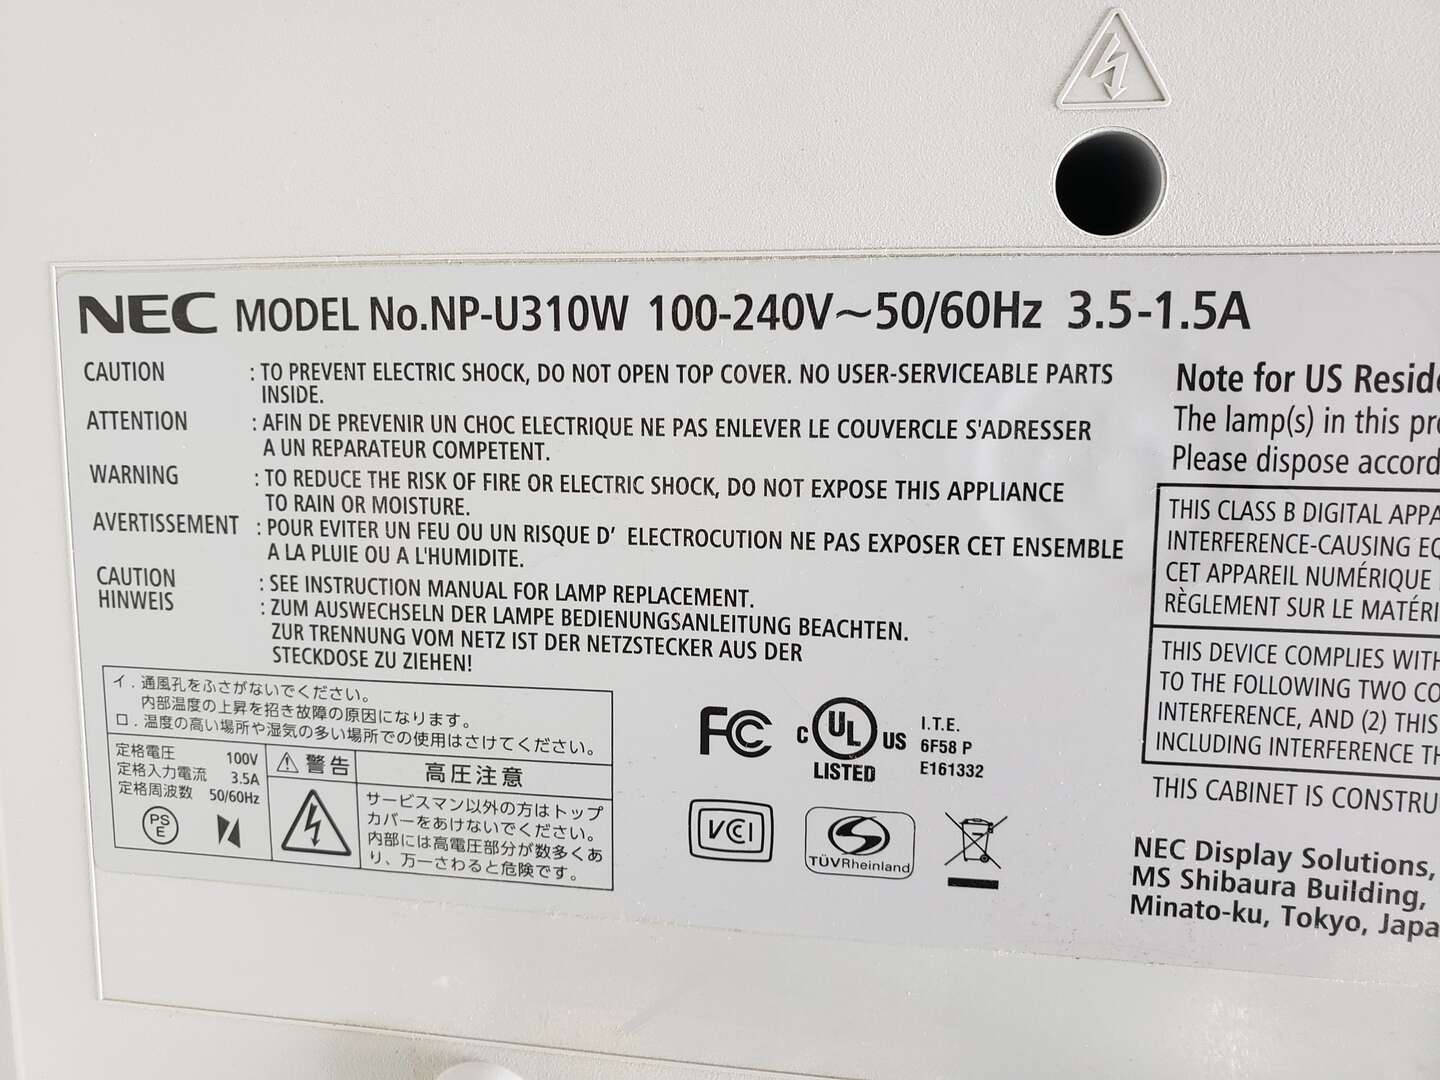 NEC MODEL No.NP-U310W 100-240V～50/60Hz 3.5-1.5A
CAUTION : TO PREVENT ELECTRIC SHOCK, DO NOT OPEN TOP COVER. NO USER-SERVICEABLE PARTS
INSIDE.
ATTENTION : AFIN DE PREVENIR UN CHOC ELECTRIQUE NE PAS ENLEVER LE COUVERCLE S'ADRESSER
A UN REPARATEUR COMPETENT.
WARNING : TO REDUCE THE RISK OF FIRE OR ELECTRIC SHOCK, DO NOT EXPOSE THIS APPLIANCE
TO RAIN OR MOISTURE.
AVERTISSEMENT : POUR EVITER UN FEU OU UN RISQUE D' ELECTROCUTION NE PAS EXPOSER CET ENSEMBLE
A LA PLUIE OU A L'HUMIDITE.
CAUTION : SEE INSTRUCTION MANUAL FOR LAMP REPLACEMENT.
HINWEIS : ZUM AUSWECHSELN DER LAMPE BEDIENUNGSANLEITUNG BEACHTEN.
ZUR TRENNUNG VOM NETZ IST DER NETZSTECKER AUS DER
STECKDOSE ZU ZIEHEN!
イ．通風孔をふさがないでください。
内部温度の上昇を招き故障の原因になります。
ロ．温度の高い場所や湿気の多い場所での使用はさけてください。
定格電圧 100V
定格入力電流 3.5A
定格周波数 50/60Hz
PS
E
警告
高圧注意
サービスマン以外の方はトップ
カバーをあけないでください。
内部には高電圧部分が数多くあ
り、万一さわると危険です。
FC
C UL US
LISTED
I.T.E.
6F58 P
E161332
VCI
TÜVRheinland
Note for US Reside
The lamp(s) in this pro
Please dispose accord
THIS CLASS B DIGITAL APPA
INTERFERENCE-CAUSING EQ
CET APPAREIL NUMÉRIQUE
RÈGLEMENT SUR LE MATÉRI
THIS DEVICE COMPLIES WITH
TO THE FOLLOWING TWO CO
INTERFERENCE, AND (2) THIS
INCLUDING INTERFERENCE TH
THIS CABINET IS CONSTRU
NEC Display Solutions,
MS Shibaura Building,
Minato-ku, Tokyo, Japa